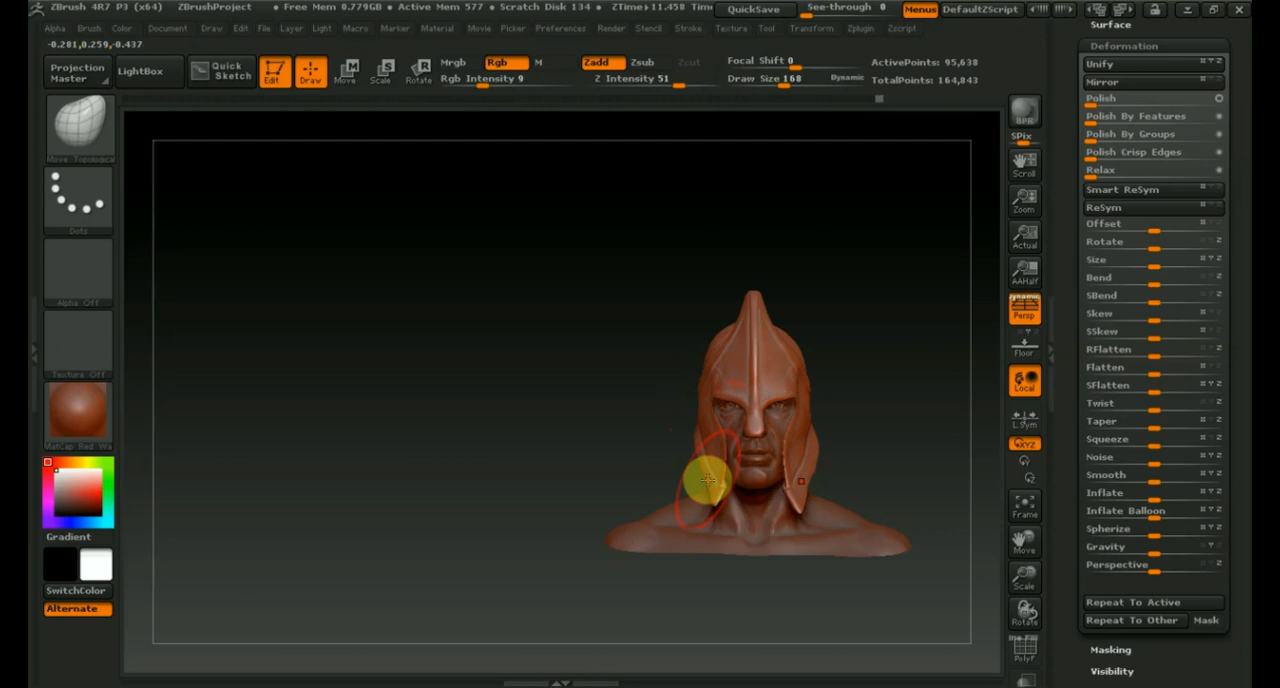 ZBrush 4R7 P3 (x64) ZBrushProject • Free Mem 0.779GB • Active Mem 577 • Scratch Disk 134 • ZTime▸11.458 Tim QuickSave See-through 0 Menus DefaultZScript
Alpha Brush Color Document Draw Edit File Layer Light Macro Marker Material Movie Picker Preferences Render Stencil Stroke Texture Tool Transform Zplugin Zscript
-0.281,0.259,-0.437
Projection Master
LightBox
Quick Sketch
Edit
Draw
Move
Scale
Rotate
Mrgb Rgb M
Rgb Intensity 9
Zadd Zsub Zcut
Z Intensity 51
Focal Shift 0
Draw Size 168 Dynamic
ActivePoints: 95,638
TotalPoints: 164,843
Move Topological
Dots
Alpha Off
Texture Off
MatCap Red Wa
Gradient
SwitchColor
Alternate
BPR
SPix
Scroll
Zoom
Actual
AAHalf
Dynamic
Persp
Floor
Local
L.Sym
XYZ
Frame
Move
Scale
Rotate
PolyF
Surface
Deformation
Unify
Mirror
Polish
Polish By Features
Polish By Groups
Polish Crisp Edges
Relax
Smart ReSym
ReSym
Offset
Rotate
Size
Bend
SBend
Skew
SSkew
RFlatten
Flatten
SFlatten
Twist
Taper
Squeeze
Noise
Smooth
Inflate
Inflate Balloon
Spherize
Gravity
Perspective
Repeat To Active
Repeat To Other Mask
Masking
Visibility